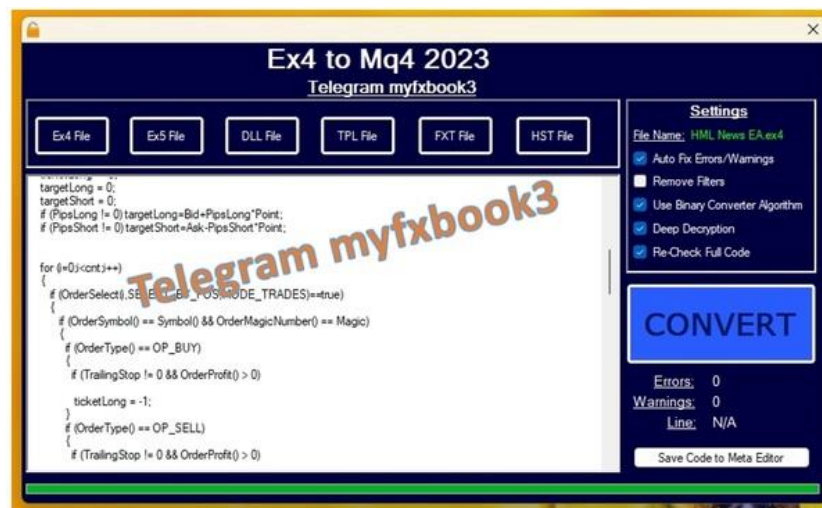 Ex4 to Mq4 2023
Telegram myfxbook3
Ex4 File
Ex5 File
DLL File
TPL File
FXT File
HST File
targetLong = 0;
targetShort = 0;
if (PipsLong != 0) targetLong=Bid+PipsLong*Point;
if (PipsShort != 0) targetShort=Ask-PipsShort*Point;
for (i=0;i<cnt;i++)
{
if (OrderSelect(i,SELECT_BY_POS,MODE_TRADES)==true)
{
if (OrderSymbol() == Symbol() && OrderMagicNumber() == Magic)
{
if (OrderType() == OP_BUY)
{
if (TrailingStop != 0 && OrderProfit() > 0)
ticketLong = -1;
}
if (OrderType() == OP_SELL)
{
if (TrailingStop != 0 && OrderProfit() > 0)
Telegram myfxbook3
Settings
File Name: HML News EA.ex4
Auto Fix Errors/Warnings
Remove Filters
Use Binary Converter Algorithm
Deep Decryption
Re-Check Full Code
CONVERT
Errors: 0
Warnings: 0
Line: N/A
Save Code to Meta Editor